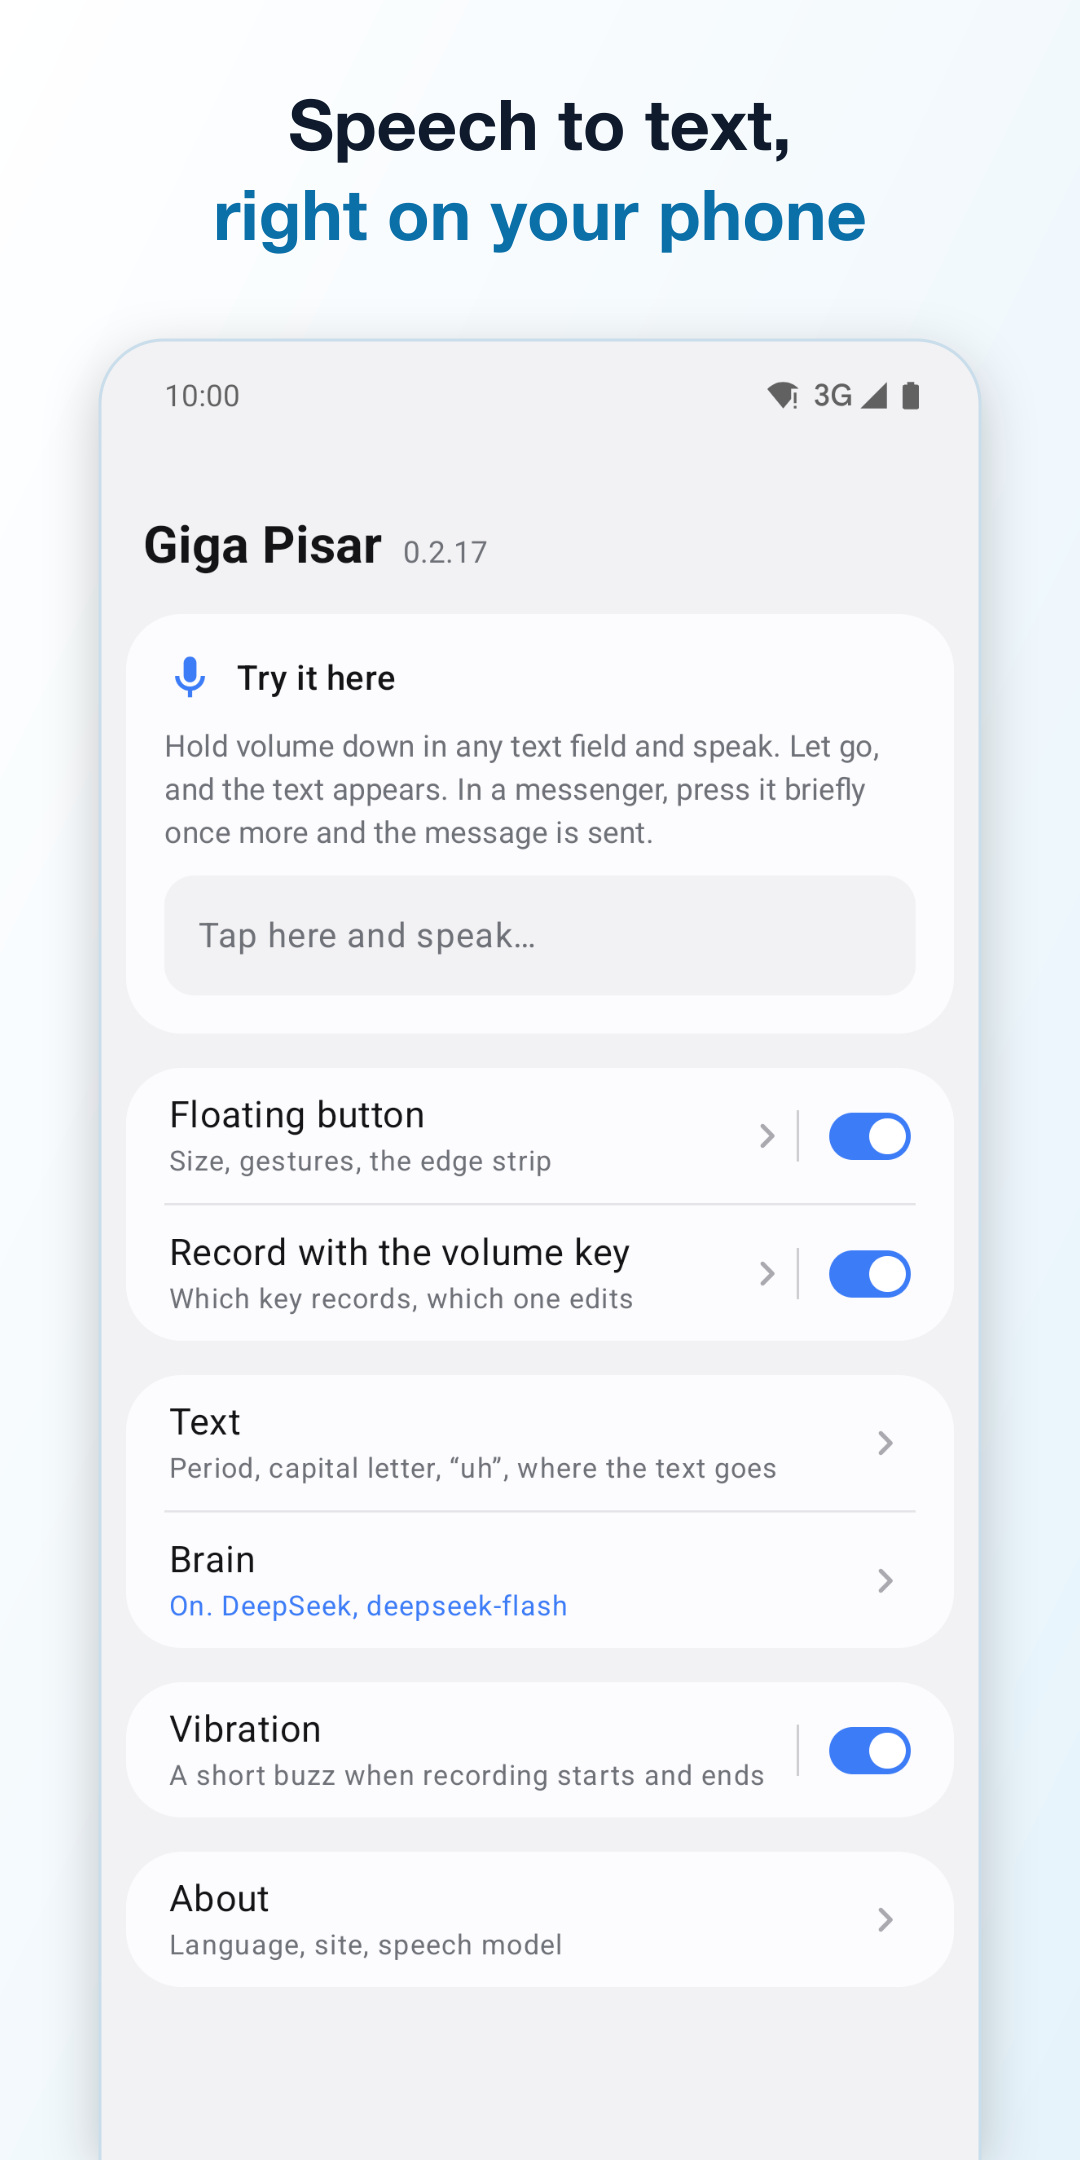 Speech to text,
right on your phone
10:00
3G
Giga Pisar 0.2.17
Try it here
Hold volume down in any text field and speak. Let go,
and the text appears. In a messenger, press it briefly
once more and the message is sent.
Tap here and speak…
Floating button
Size, gestures, the edge strip
Record with the volume key
Which key records, which one edits
Text
Period, capital letter, “uh”, where the text goes
Brain
On. DeepSeek, deepseek-flash
Vibration
A short buzz when recording starts and ends
About
Language, site, speech model